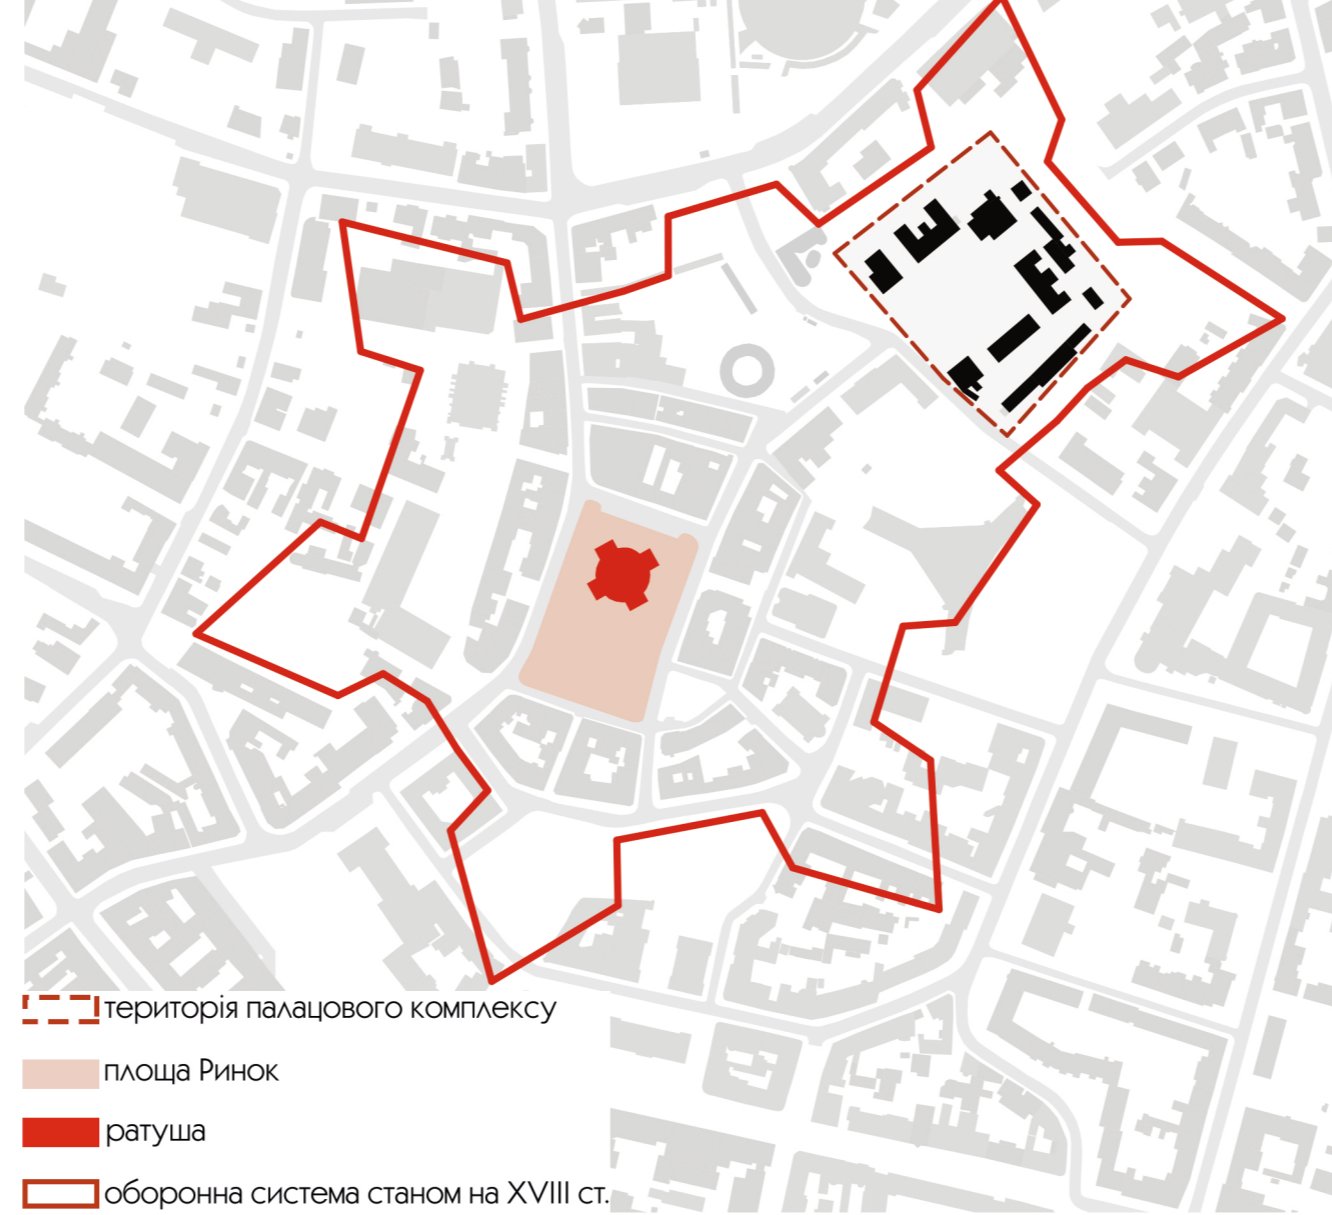 територія палацового комплексу
площа Ринок
ратуша
оборонна система станом на XVIII ст.